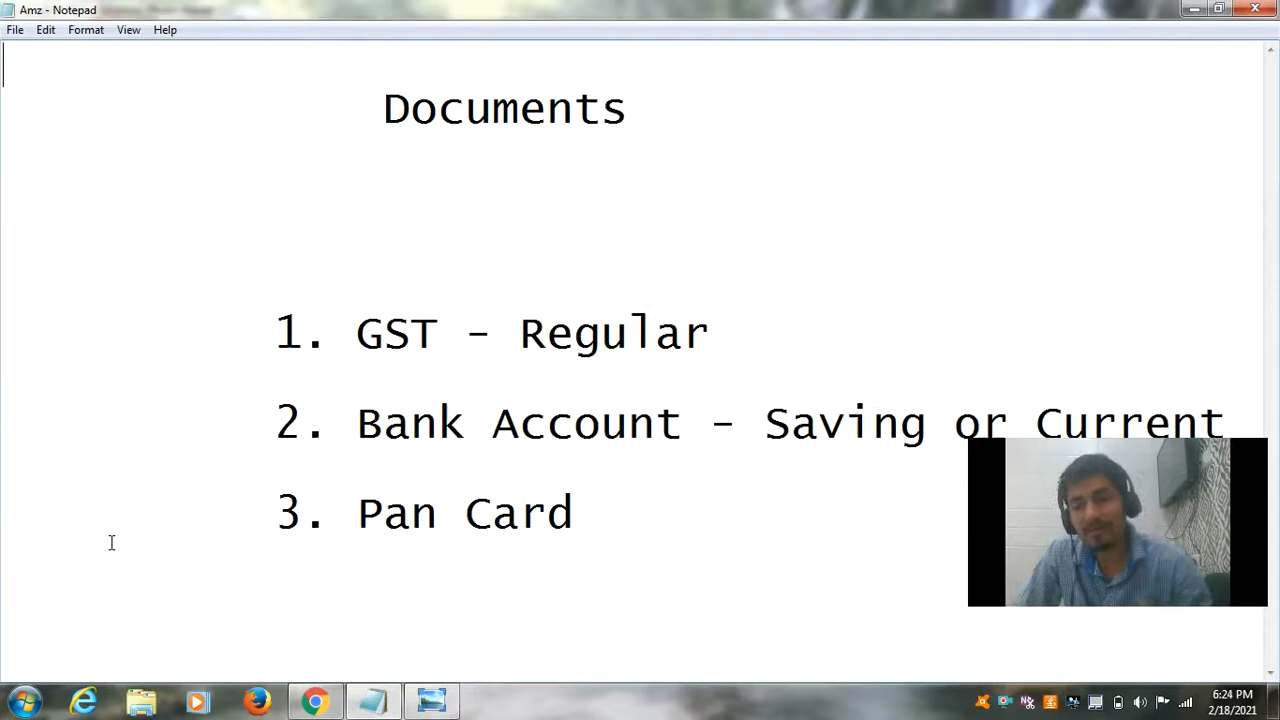 Amz - Notepad
File Edit Format View Help
Documents
1. GST - Regular
2. Bank Account - Saving or Current
3. Pan Card
6:24 PM
2/18/2021